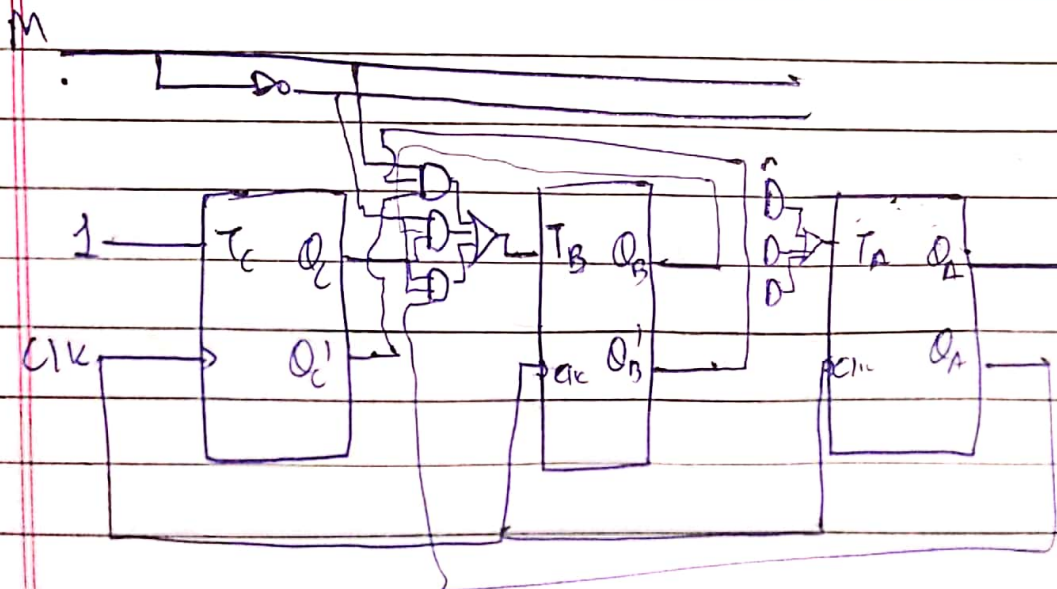 M
1 T_C Q_C T_B Q_B T_A Q_A
Clk Q_C' Clk Q_B' Clk Q_A